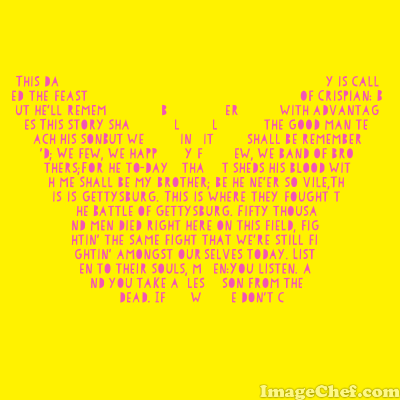 THIS DA Y IS CALL
ED THE FEAST OF CRISPIAN: B
UT HE'LL REMEM B ER WITH ADVANTAG
ES THIS STORY SHA L L THE GOOD MAN TE
ACH HIS SONBUT WE IN IT SHALL BE REMEMBER
'D; WE FEW, WE HAPP Y F EW, WE BAND OF BRO
THERS;FOR HE TO-DAY THA T SHEDS HIS BLOOD WIT
H ME SHALL BE MY BROTHER; BE HE NE'ER SO VILE,TH
IS IS GETTYSBURG. THIS IS WHERE THEY FOUGHT T
HE BATTLE OF GETTYSBURG. FIFTY THOUSA
ND MEN DIED RIGHT HERE ON THIS FIELD, FIG
HTIN' THE SAME FIGHT THAT WE'RE STILL FI
GHTIN' AMONGST OUR SELVES TODAY. LIST
EN TO THEIR SOULS, M EN:YOU LISTEN. A
ND YOU TAKE A LES SON FROM THE
DEAD. IF W E DON'T C
ImageChef.com